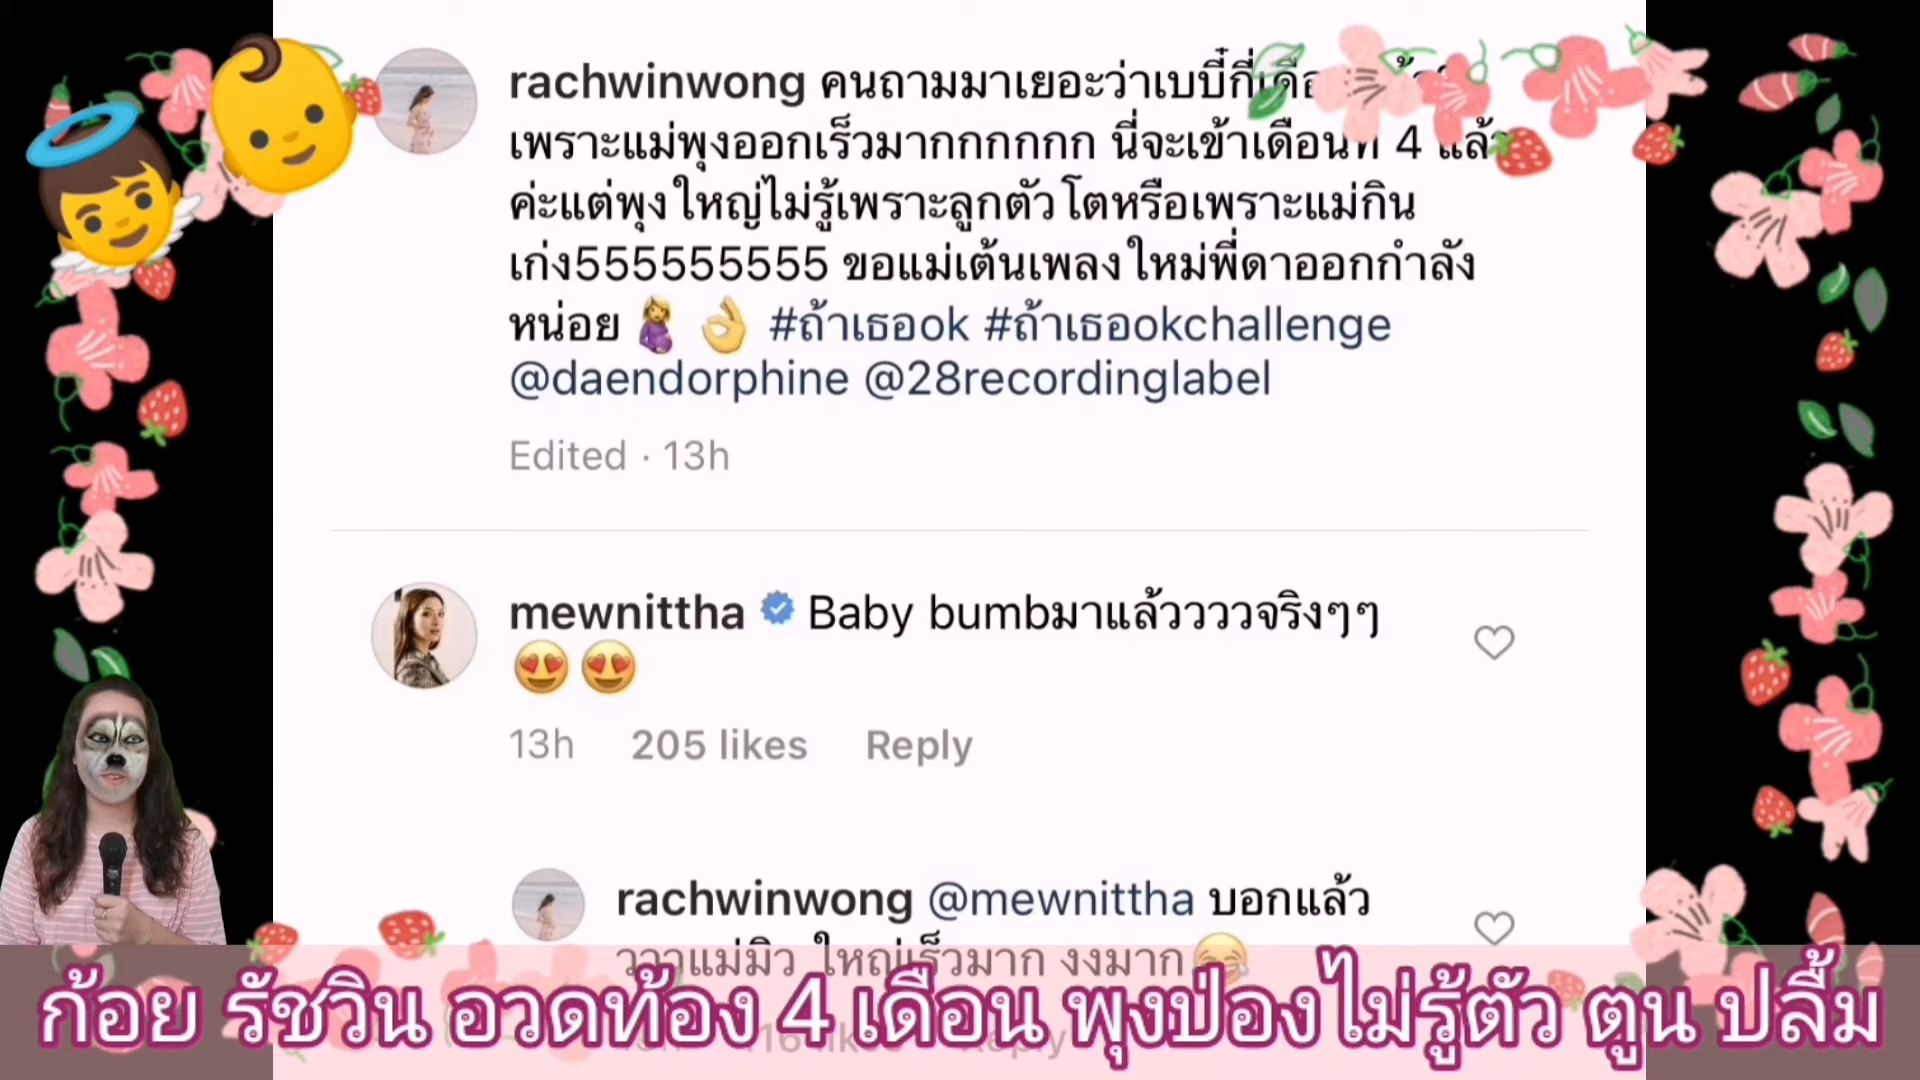 rachwinwong คนถามมาเยอะว่าเบบี๋กี่เดือน
เพราะแม่พุงออกเร็วมากกกกกก นี่จะเข้าเดือนที่ 4 แล้ว
ค่ะแต่พุงใหญ่ไม่รู้เพราะลูกตัวโตหรือเพราะแม่กิน
เก่ง555555555 ขอแม่เต้นเพลงใหม่พี่ดาออกกำลัง
หน่อย 🤰 👌 #ถ้าเธอok #ถ้าเธอokchallenge
@daendorphine @28recordinglabel
Edited · 13h
mewnittha Baby bumbมาแล้วววววจริงๆๆ
😍 😍
13h 205 likes Reply
rachwinwong @mewnittha บอกแล้ว
วววแม่มิว ใหญ่เร็วมาก งงมาก😂
ก้อย รัชวิน อวดท้อง 4 เดือน พุงป่องไม่รู้ตัว ตูน ปลื้ม